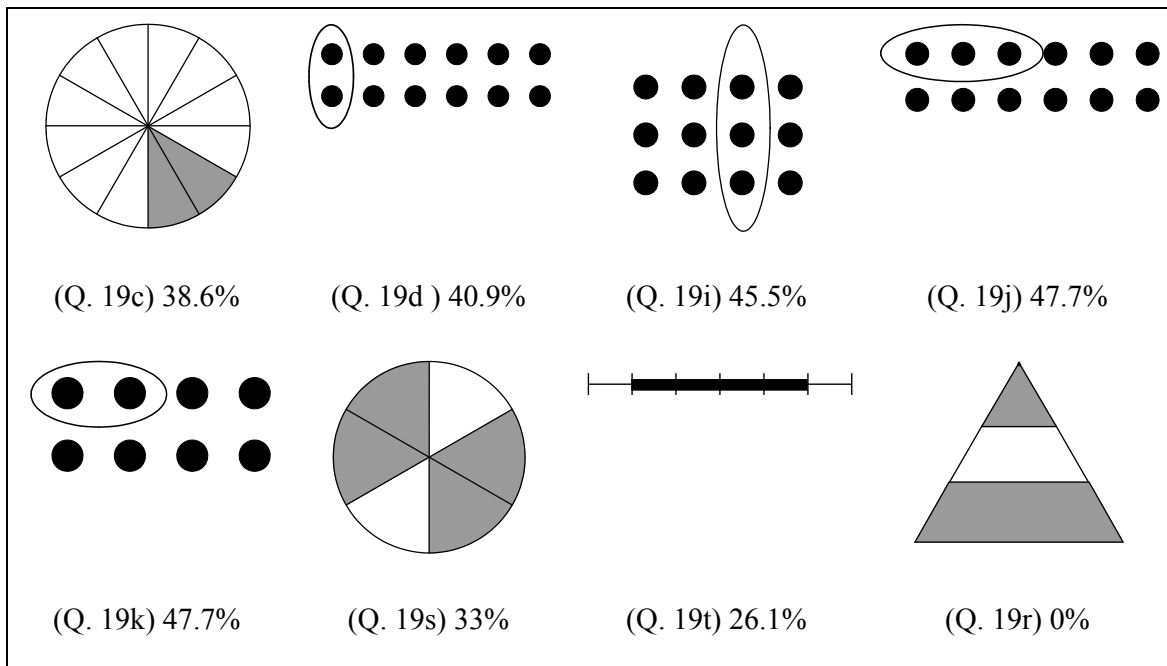 (Q. 19c) 38.6% (Q. 19d ) 40.9% (Q. 19i) 45.5% (Q. 19j) 47.7%
(Q. 19k) 47.7% (Q. 19s) 33% (Q. 19t) 26.1% (Q. 19r) 0%